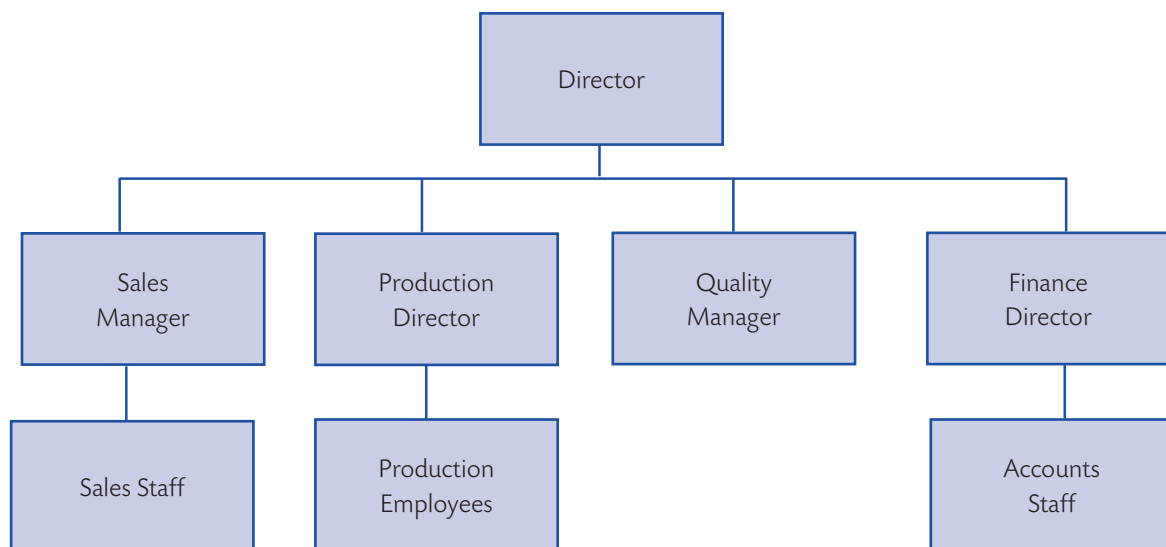 Director
Sales
Manager
Production
Director
Quality
Manager
Finance
Director
Sales Staff
Production
Employees
Accounts
Staff